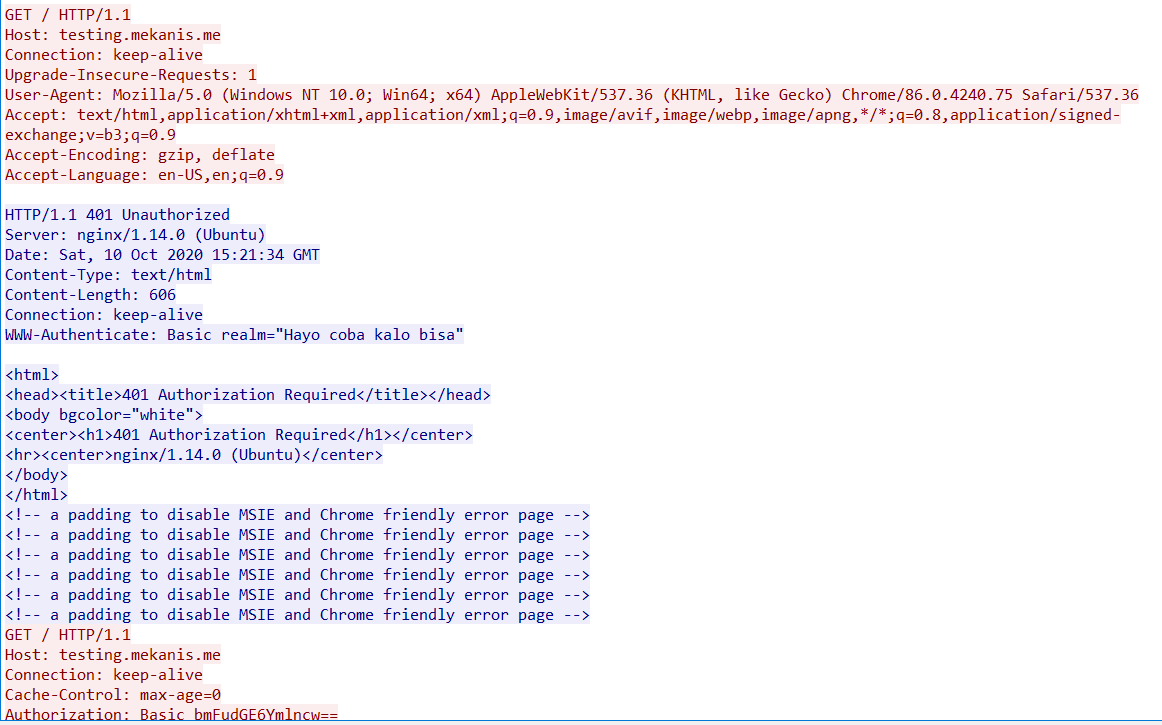 GET / HTTP/1.1
Host: testing.mekanis.me
Connection: keep-alive
Upgrade-Insecure-Requests: 1
User-Agent: Mozilla/5.0 (Windows NT 10.0; Win64; x64) AppleWebKit/537.36 (KHTML, like Gecko) Chrome/86.0.4240.75 Safari/537.36
Accept: text/html,application/xhtml+xml,application/xml;q=0.9,image/avif,image/webp,image/apng,*/*;q=0.8,application/signed-
exchange;v=b3;q=0.9
Accept-Encoding: gzip, deflate
Accept-Language: en-US,en;q=0.9
HTTP/1.1 401 Unauthorized
Server: nginx/1.14.0 (Ubuntu)
Date: Sat, 10 Oct 2020 15:21:34 GMT
Content-Type: text/html
Content-Length: 606
Connection: keep-alive
WWW-Authenticate: Basic realm="Hayo coba kalo bisa"
<html>
<head><title>401 Authorization Required</title></head>
<body bgcolor="white">
<center><h1>401 Authorization Required</h1></center>
<hr><center>nginx/1.14.0 (Ubuntu)</center>
</body>
</html>
<!-- a padding to disable MSIE and Chrome friendly error page -->
<!-- a padding to disable MSIE and Chrome friendly error page -->
<!-- a padding to disable MSIE and Chrome friendly error page -->
<!-- a padding to disable MSIE and Chrome friendly error page -->
<!-- a padding to disable MSIE and Chrome friendly error page -->
<!-- a padding to disable MSIE and Chrome friendly error page -->
GET / HTTP/1.1
Host: testing.mekanis.me
Connection: keep-alive
Cache-Control: max-age=0
Authorization: Basic bmFudGE6Ymlncw==